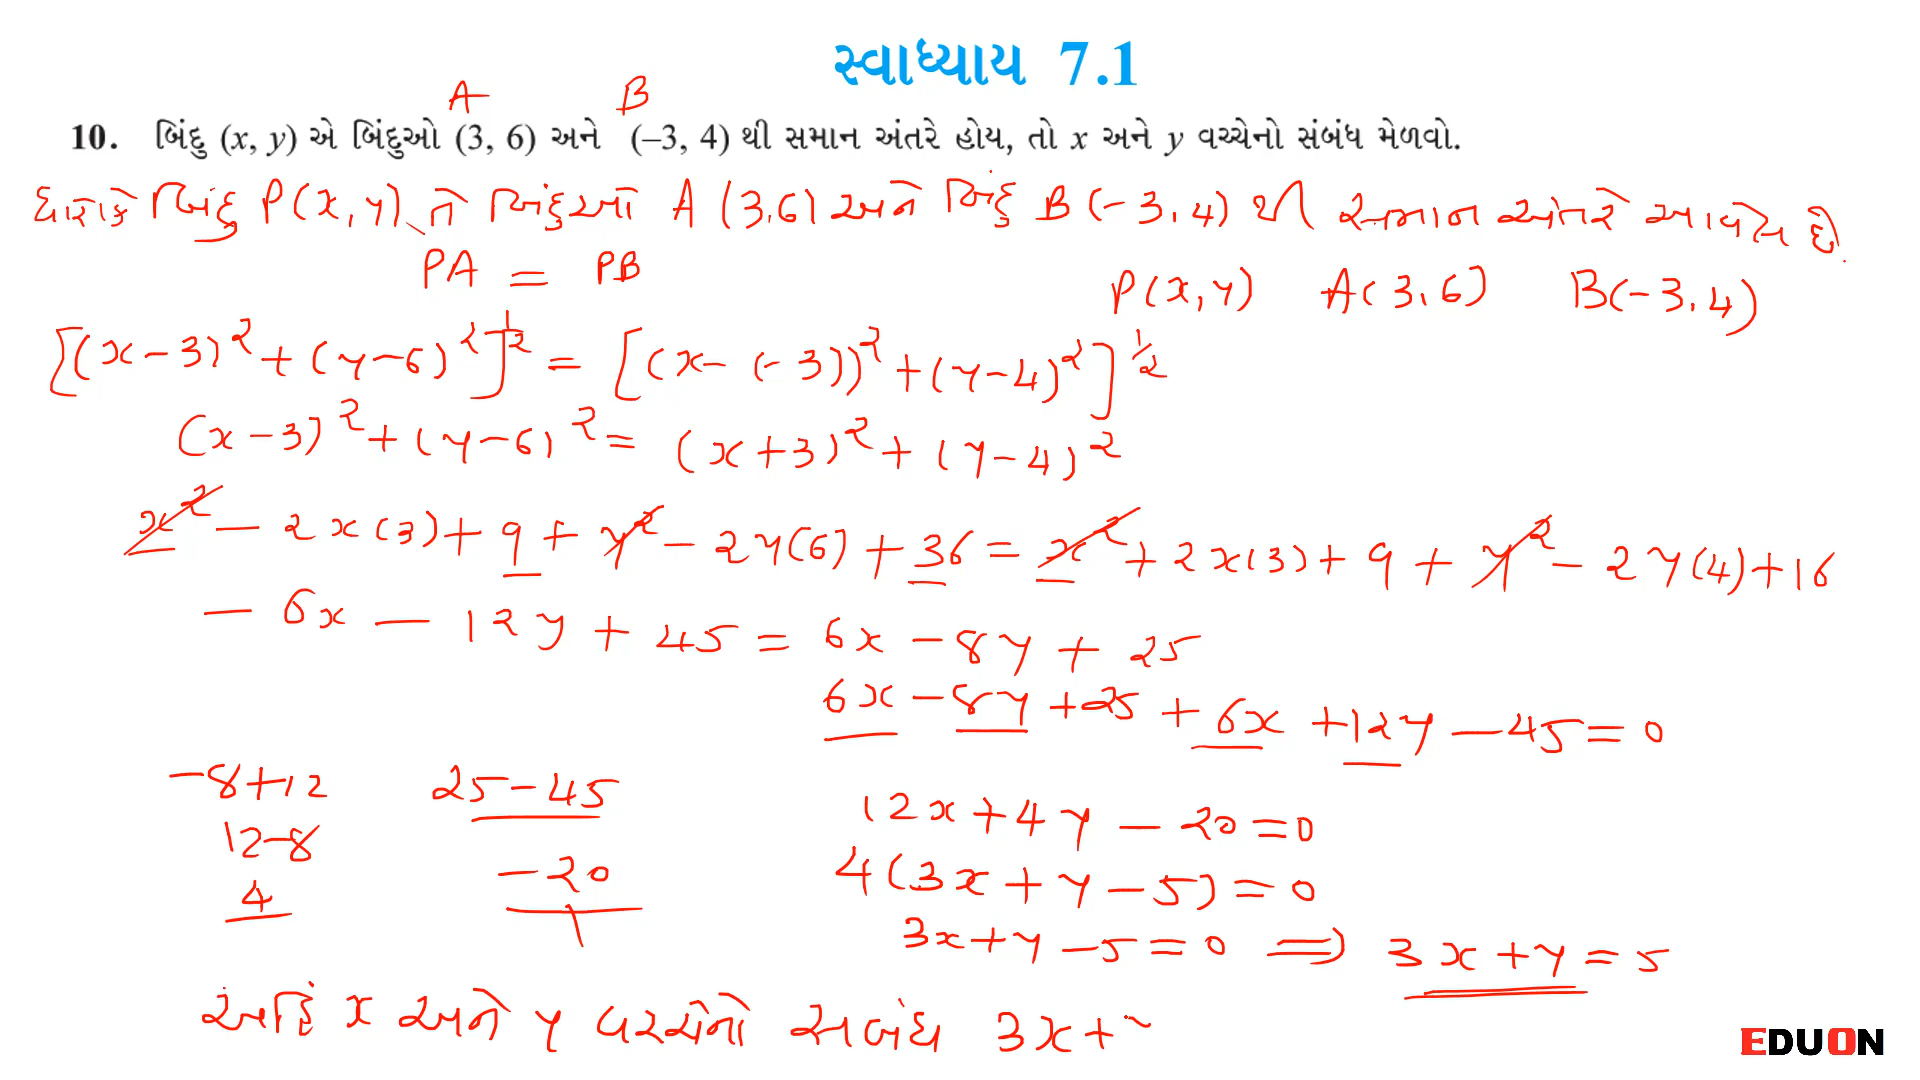 સ્વાધ્યાય 7.1
A B
10. બિંદુ (x, y) એ બિંદુઓ (3, 6) અને (–3, 4) થી સમાન અંતરે હોય, તો x અને y વચ્ચેનો સંબંધ મેળવો.
ધારોકે બિંદુ P(x,y) તે બિંદુઓ A (3,6) અને બિંદુ B(-3,4) થી સમાન અંતરે આવેલ છે.
PA = PB
P(x,y) A(3,6) B(-3,4)
[(x-3)² + (y-6)²]^½ = [(x-(-3))² + (y-4)²]^½
(x-3)² + (y-6)² = (x+3)² + (y-4)²
x² - 2x(3) + 9 + y² - 2y(6) + 36 = x² + 2x(3) + 9 + y² - 2y(4) + 16
- 6x - 12y + 45 = 6x - 8y + 25
6x - 8y + 25 + 6x + 12y - 45 = 0
-8+12 25-45
12x + 4y - 20 = 0
12-8
4 -20
4(3x + y - 5) = 0
3x + y - 5 = 0 ⟹ 3x + y = 5
અહિં x અને y વચ્ચેનો સબંધ 3x +
EDUON